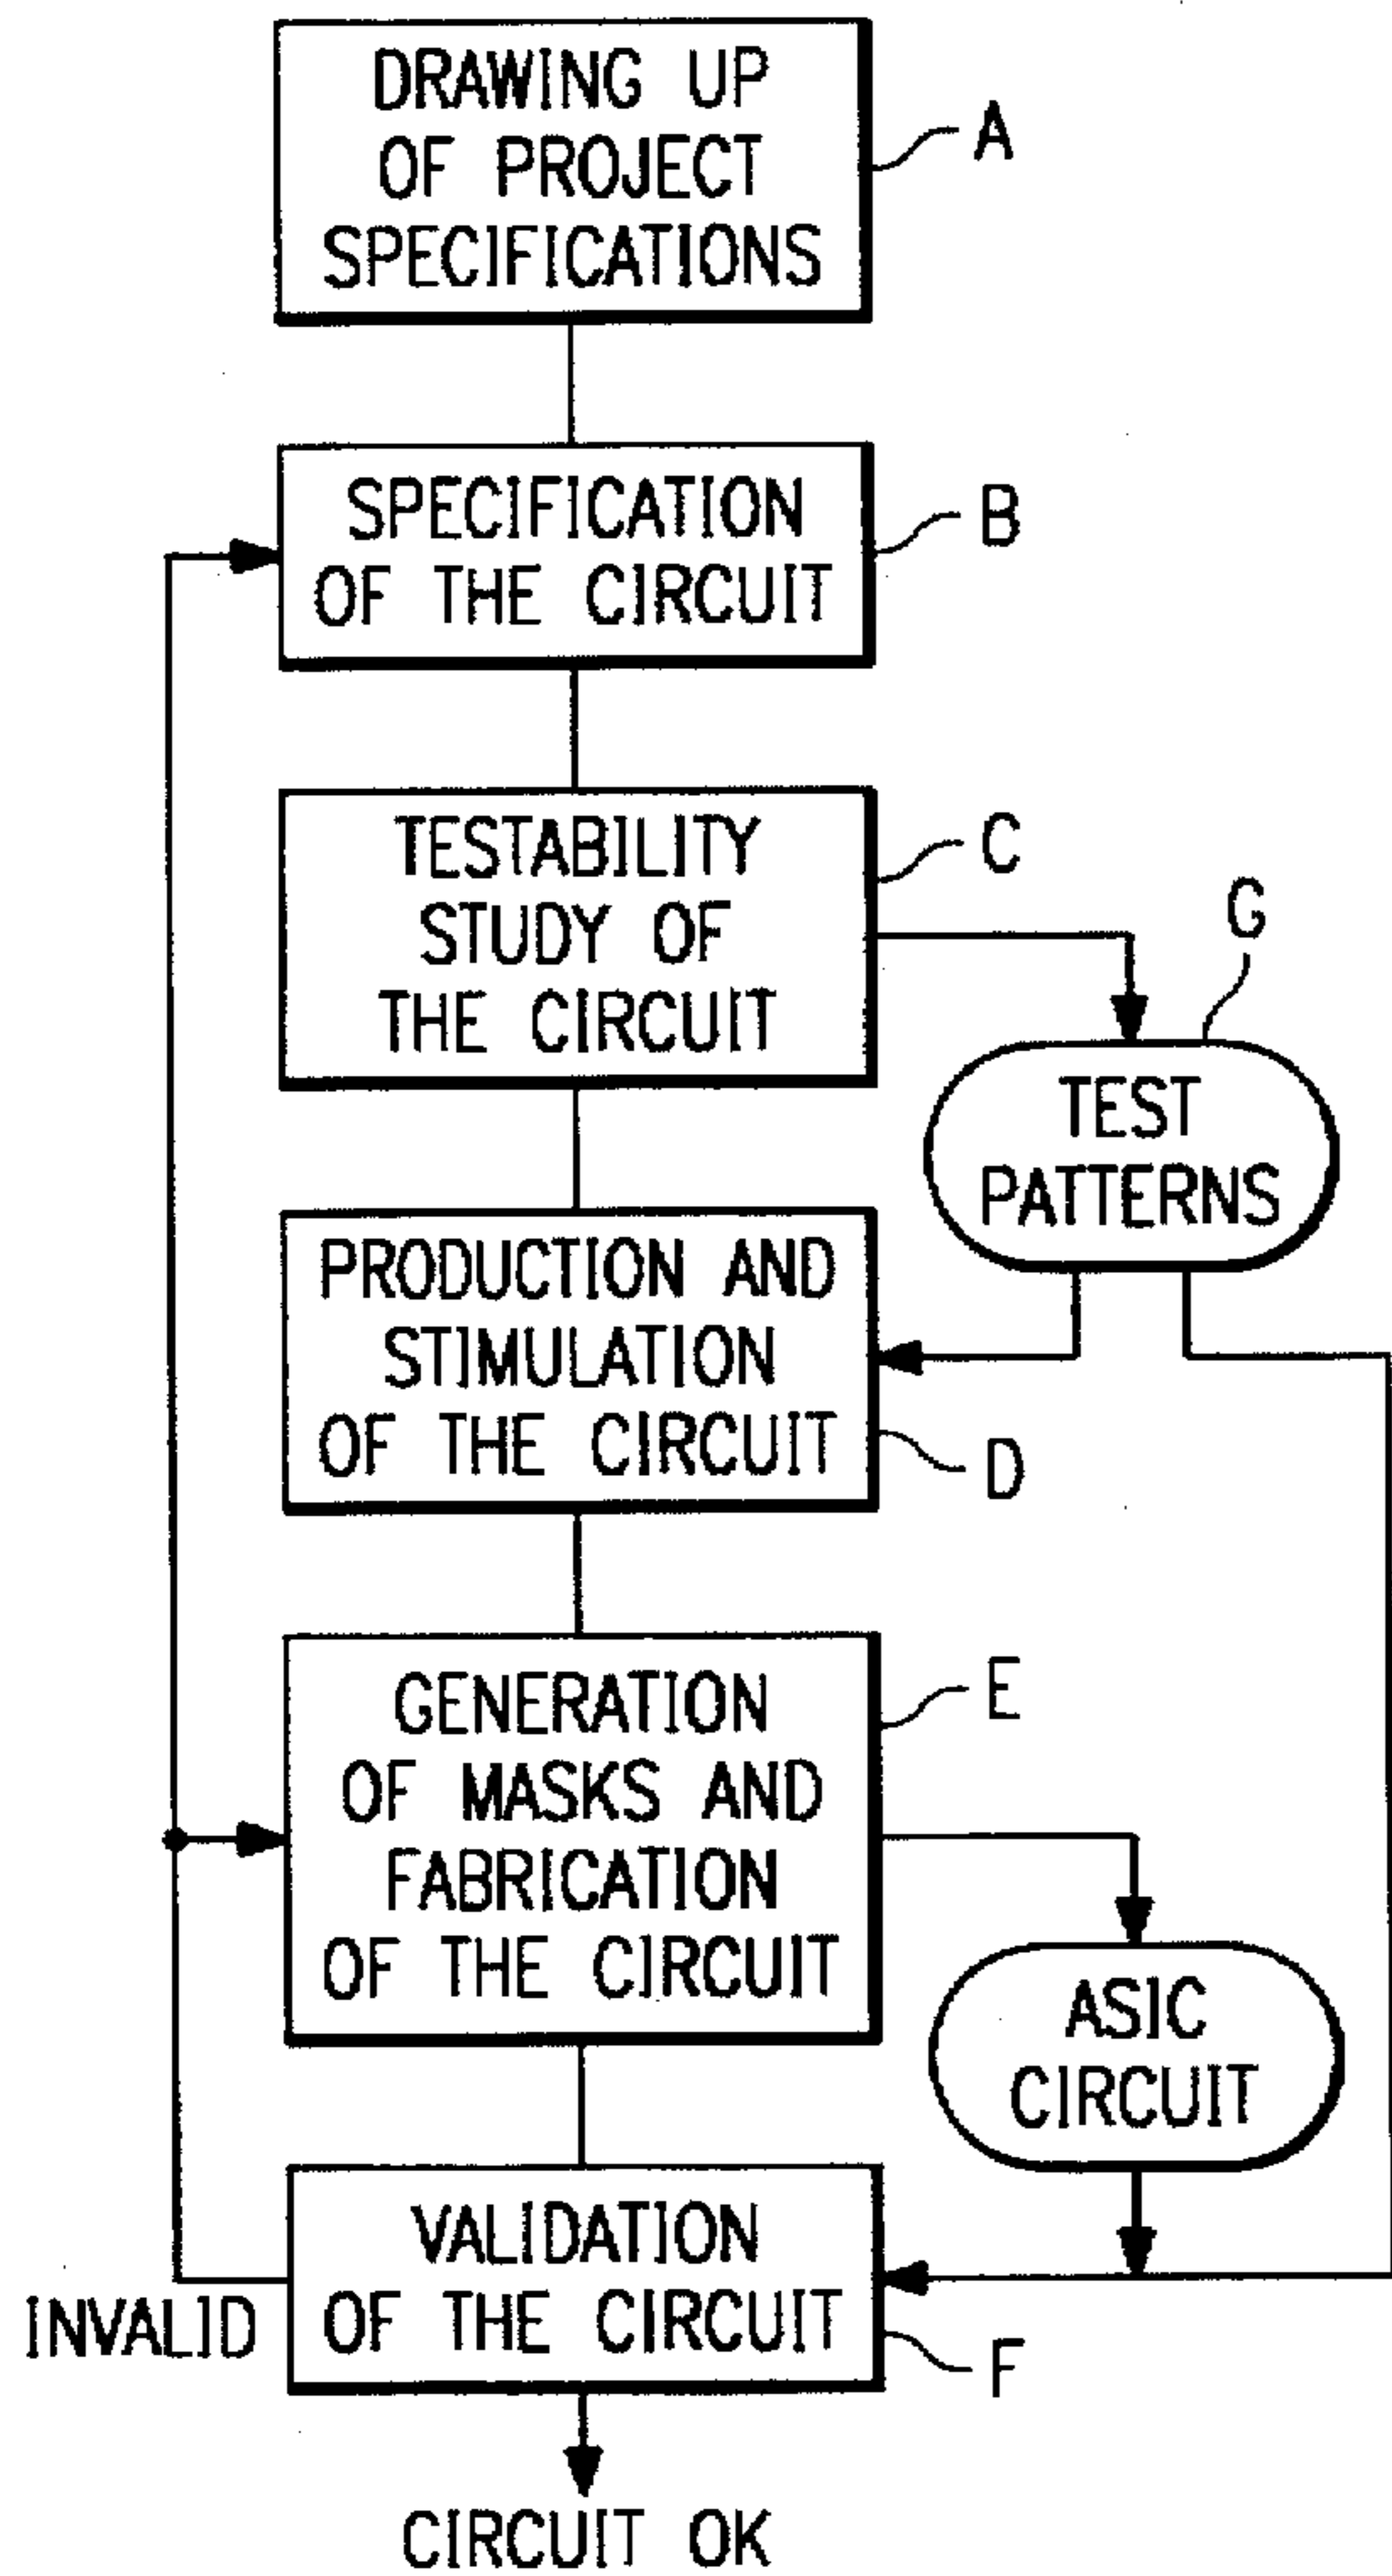 DRAWING UP
OF PROJECT
SPECIFICATIONS
A
SPECIFICATION
OF THE CIRCUIT
B
TESTABILITY
STUDY OF
THE CIRCUIT
C
G
TEST
PATTERNS
PRODUCTION AND
STIMULATION
OF THE CIRCUIT
D
GENERATION
OF MASKS AND
FABRICATION
OF THE CIRCUIT
E
ASIC
CIRCUIT
VALIDATION
OF THE CIRCUIT
INVALID
F
CIRCUIT OK